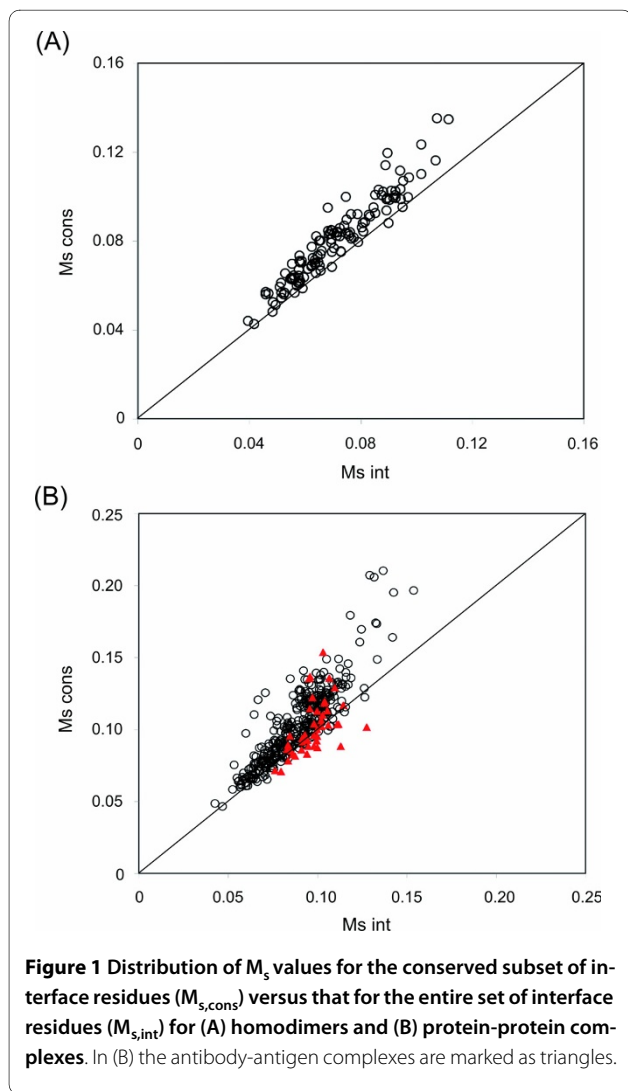 (A)
0.16
0.12
0.08
0.04
0
Ms cons
0 0.04 0.08 0.12 0.16
Ms int
(B)
0.25
0.20
0.15
0.10
0.05
0
Ms cons
0 0.05 0.10 0.15 0.20 0.25
Ms int
Figure 1 Distribution of Ms values for the conserved subset of in-
terface residues (Ms,cons) versus that for the entire set of interface
residues (Ms,int) for (A) homodimers and (B) protein-protein com-
plexes. In (B) the antibody-antigen complexes are marked as triangles.